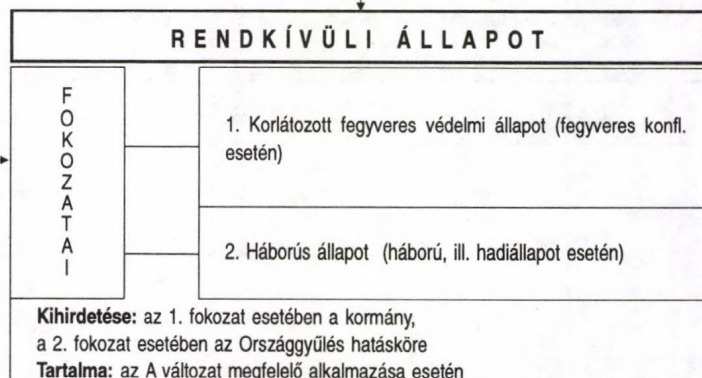 RENDKÍVÜLI ÁLLAPOT
FOKOZATAI
1. Korlátozott fegyveres védelmi állapot (fegyveres konfl.
esetén)
2. Háborús állapot (háború, ill. hadiállapot esetén)
Kihirdetése: az 1. fokozat esetében a kormány,
a 2. fokozat esetében az Országgyűlés hatásköre
Tartalma: az A változat megfelelő alkalmazása esetén